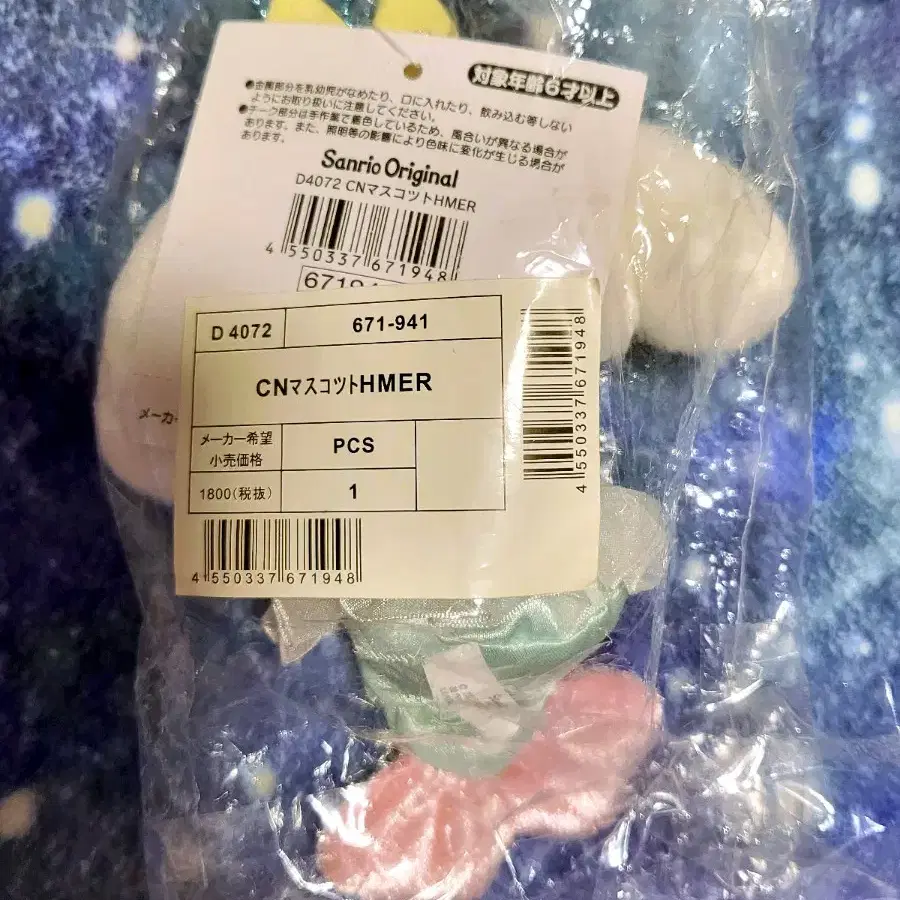 対象年齢6才以上
●金属部分を乳幼児がなめたり、口に入れたり、飲み込む等しない
ようにお取り扱いに注意してください。
●チーク部分は手作業で着色しているため、風合いが異なる場合が
あります。また、照明等の影響により色味に変化が生じる場合が
あります。
Sanrio Original
D4072 CNマスコツトHMER
4 550337 671948
6719
D 4072
671-941
CNマスコツトHMER
メーカー希望
小売価格
PCS
1800(税抜)
1
4 550337 671948
4 550337 671948
メーカ